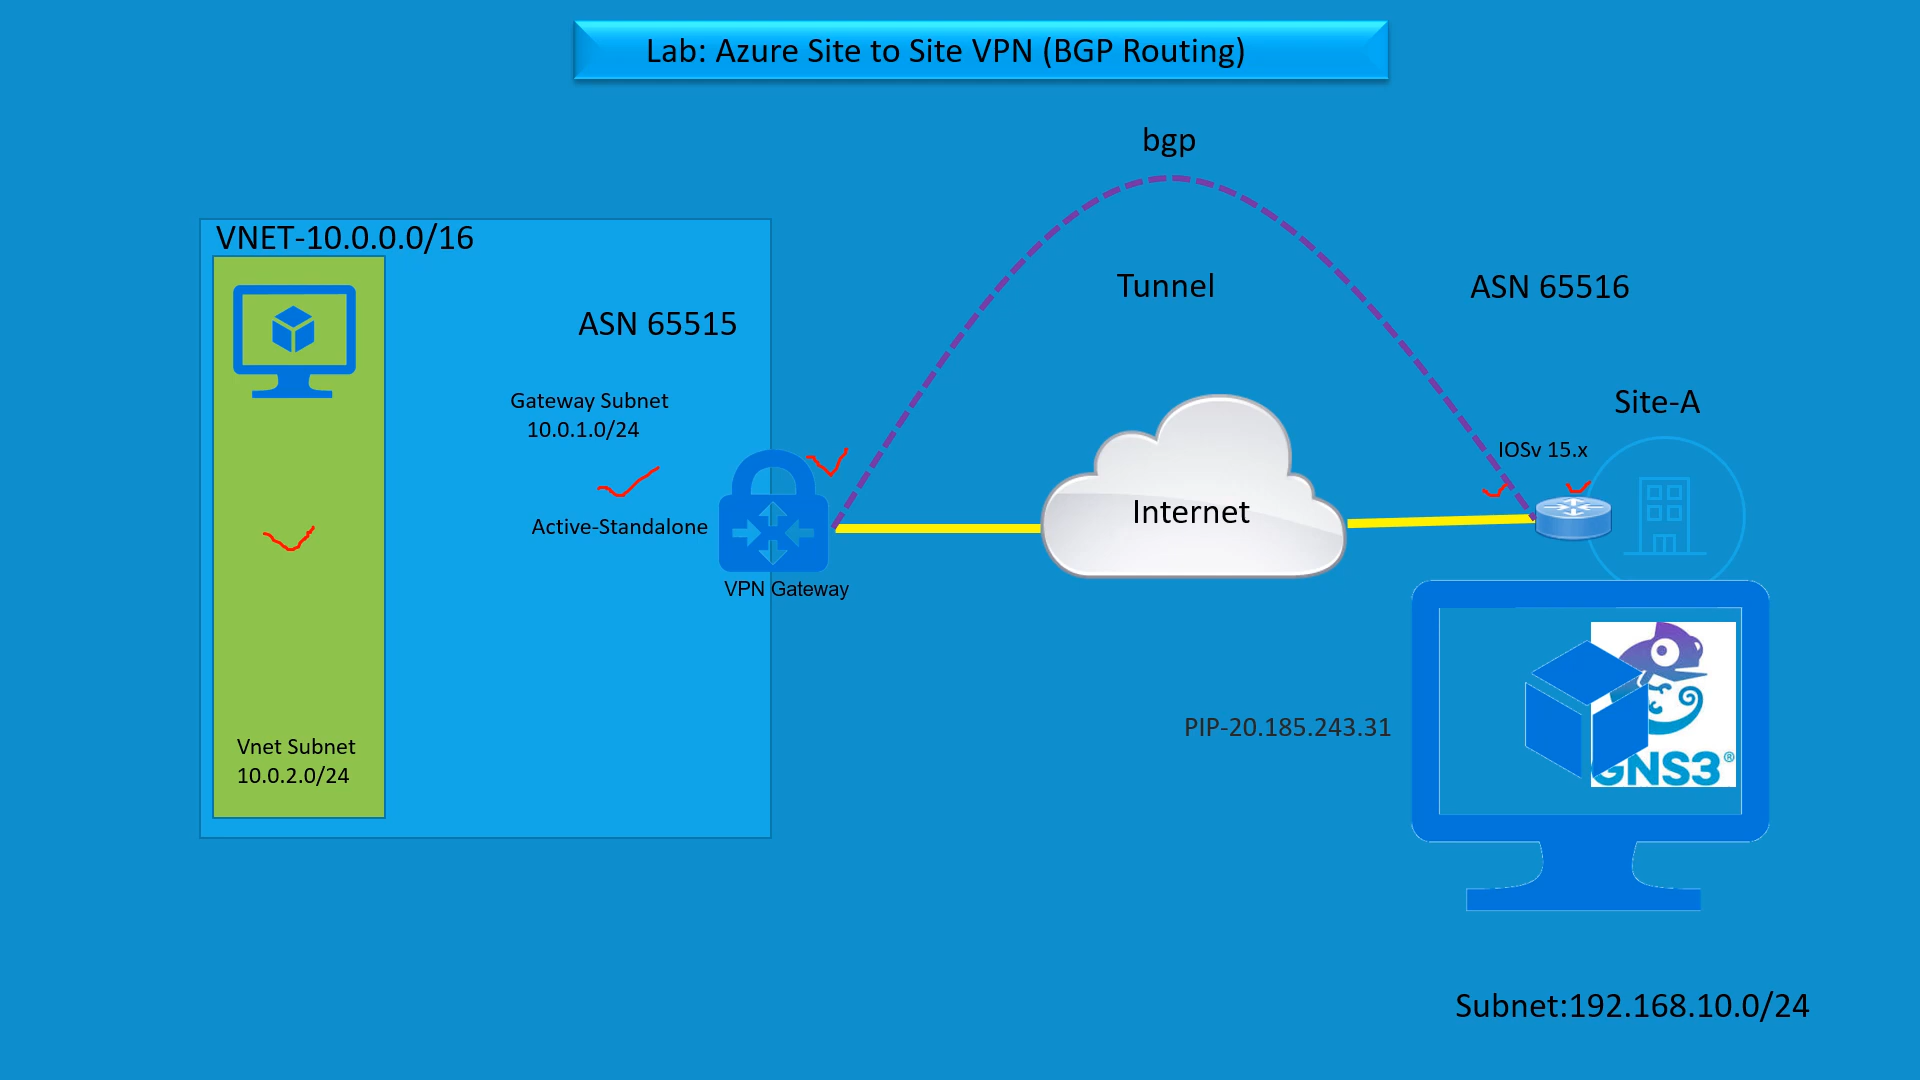 Lab: Azure Site to Site VPN (BGP Routing)
bgp
VNET-10.0.0.0/16
Tunnel
ASN 65516
ASN 65515
Gateway Subnet
10.0.1.0/24
Site-A
IOSv 15.x
Internet
Active-Standalone
VPN Gateway
Vnet Subnet
10.0.2.0/24
PIP-20.185.243.31
GNS3®
Subnet:192.168.10.0/24